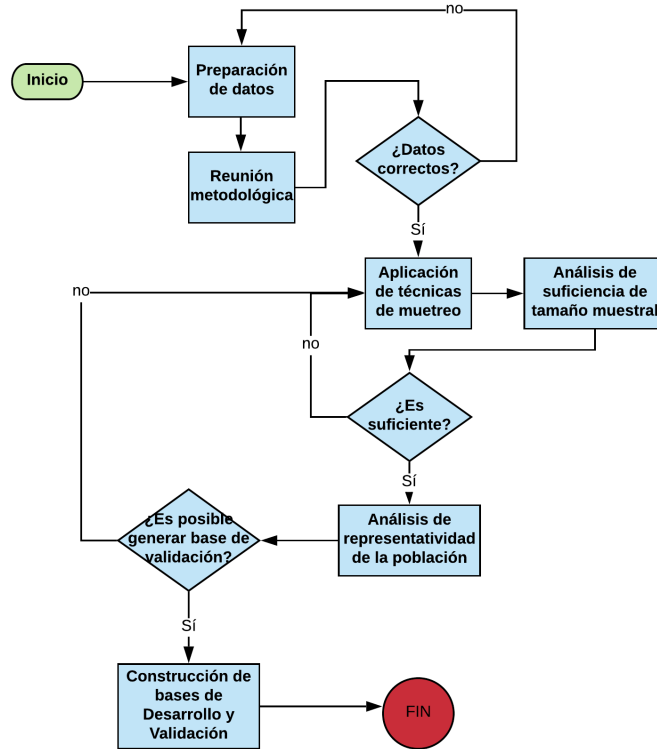 no
Inicio
Preparación
de datos
Reunión
metodológica
¿Datos
correctos?
Sí
Aplicación
de técnicas
de muetreo
Análisis de
suficiencia de
tamaño muestral
no
no
¿Es
suficiente?
Sí
Análisis de
representatividad
de la población
¿Es posible
generar base de
validación?
Sí
Construcción de
bases de
Desarrollo y
Validación
FIN